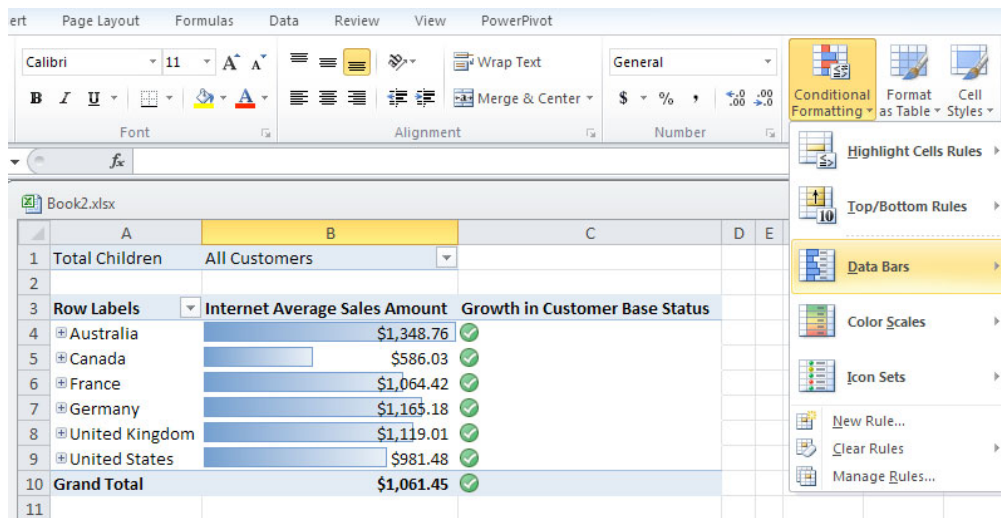 ert Page Layout Formulas Data Review View PowerPivot
Calibri 11 A A Wrap Text General
B I U A Merge & Center $ % , .0 .00 .00 .0 Conditional Formatting Format as Table Cell Styles
Font Alignment Number
fx
Highlight Cells Rules
Top/Bottom Rules
10
Data Bars
Color Scales
Icon Sets
New Rule...
Clear Rules
Manage Rules...
Book2.xlsx
A B C D E
1 Total Children All Customers
2
3 Row Labels Internet Average Sales Amount Growth in Customer Base Status
4 Australia $1,348.76
5 Canada $586.03
6 France $1,064.42
7 Germany $1,165.18
8 United Kingdom $1,119.01
9 United States $981.48
10 Grand Total $1,061.45
11